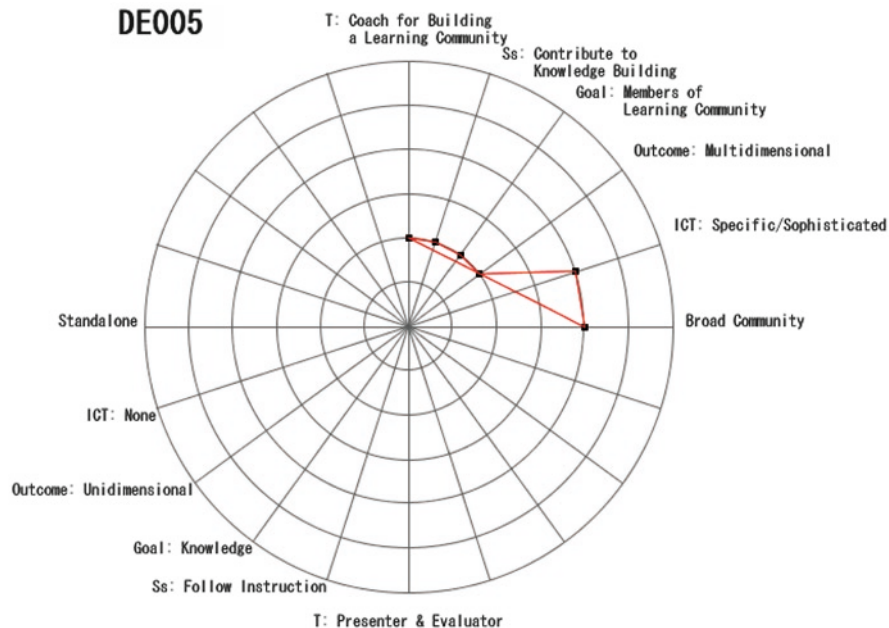 DE005
T: Coach for Building
a Learning Community
Ss: Contribute to
Knowledge Building
Goal: Members of
Learning Community
Outcome: Multidimensional
ICT: Specific/Sophisticated
Standalone
Broad Community
ICT: None
Outcome: Unidimensional
Goal: Knowledge
Ss: Follow Instruction
T: Presenter & Evaluator